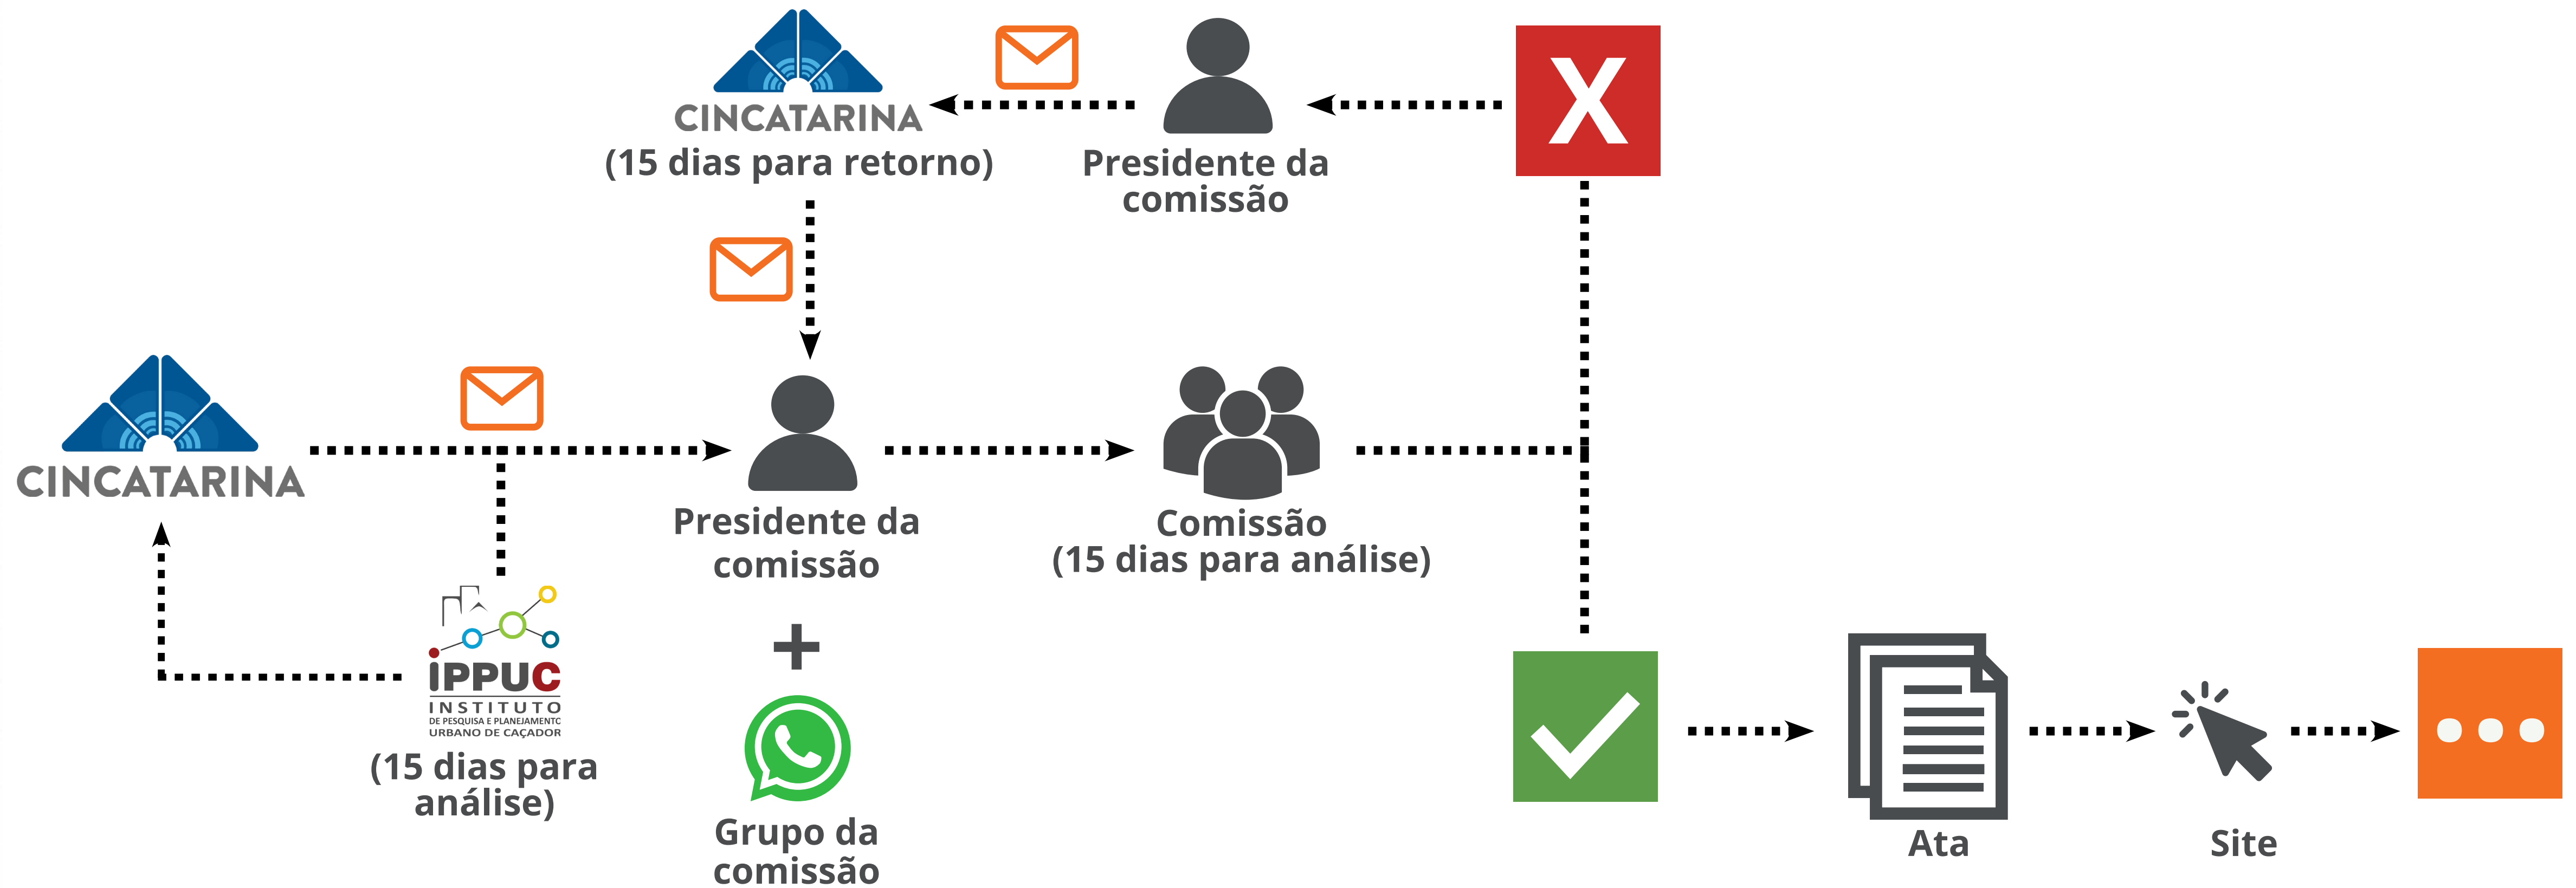 CINCATARINA
(15 dias para retorno)
Presidente da
comissão
X
CINCATARINA
Presidente da
comissão
Comissão
(15 dias para análise)
iPPUC
INSTITUTO
DE PESQUISA E PLANEJAMENTO
URBANO DE CAÇADOR
(15 dias para
análise)
+
Grupo da
comissão
Ata
Site